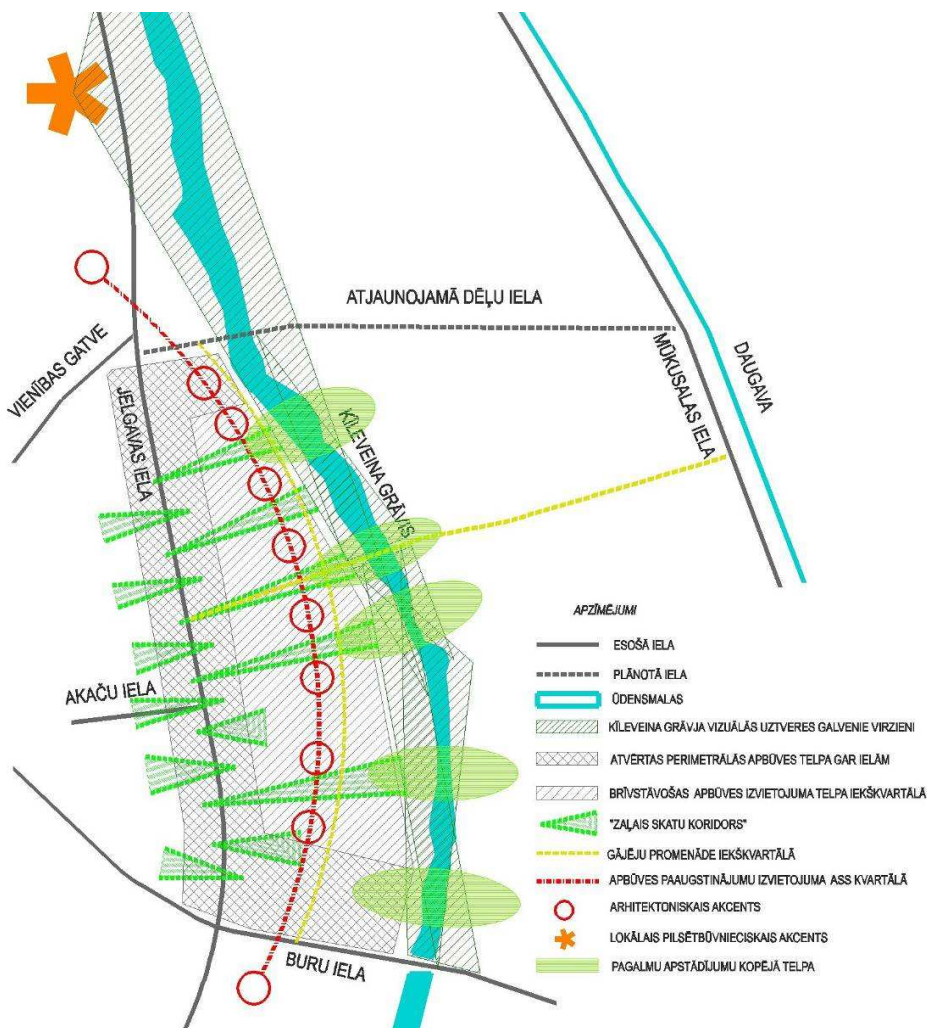 ATJAUNOJAMĀ DĒĻU IELA
VIENĪBAS GATVE
JELGAVAS IELA
KĪLEVEINA GRĀVIS
MŪKUSALAS IELA
DAUGAVA
AKAČU IELA
BURU IELA
APZĪMĒJUMI
ESOŠĀ IELA
PLĀNOTĀ IELA
ŪDENSMALAS
KĪLEVEINA GRĀVJA VIZUĀLĀS UZTVERES GALVENIE VIRZIENI
ATVĒRTAS PERIMETRĀLĀS APBŪVES TELPA GAR IELĀM
BRĪVSTĀVOŠAS APBŪVES IZVIETOJUMA TELPA IEKŠKVARTĀLĀ
"ZAĻAIS SKATU KORIDORS"
GĀJĒJU PROMENĀDE IEKŠKVARTĀLĀ
APBŪVES PAAUGSTINĀJUMU IZVIETOJUMA ASS KVARTĀLĀ
ARHITEKTONISKAIS AKCENTS
LOKĀLAIS PILSĒTBŪVNIECISKAIS AKCENTS
PAGALMU APSTĀDĪJUMU KOPĒJĀ TELPA